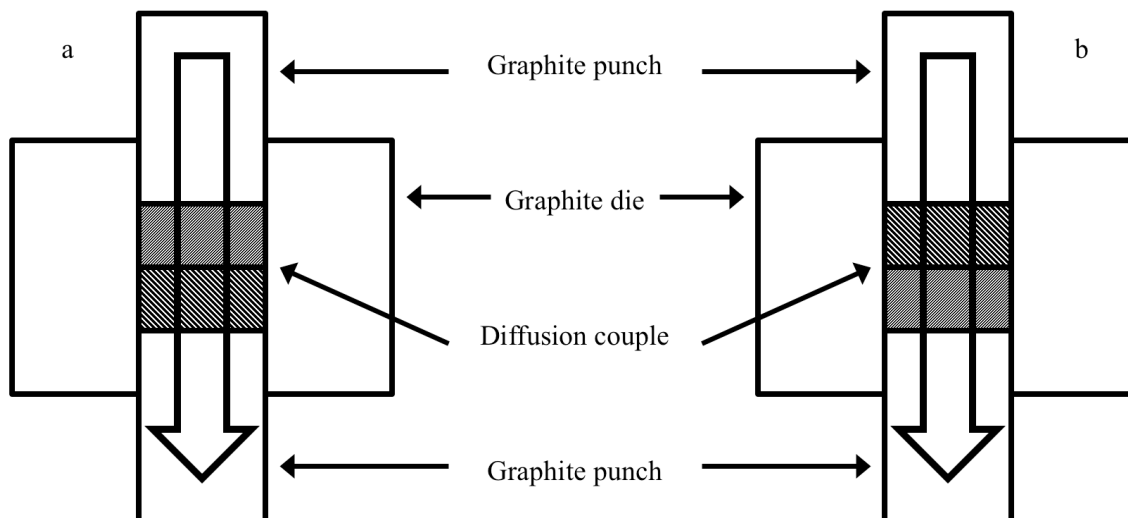 a
Graphite punch
b
Graphite die
Diffusion couple
Graphite punch